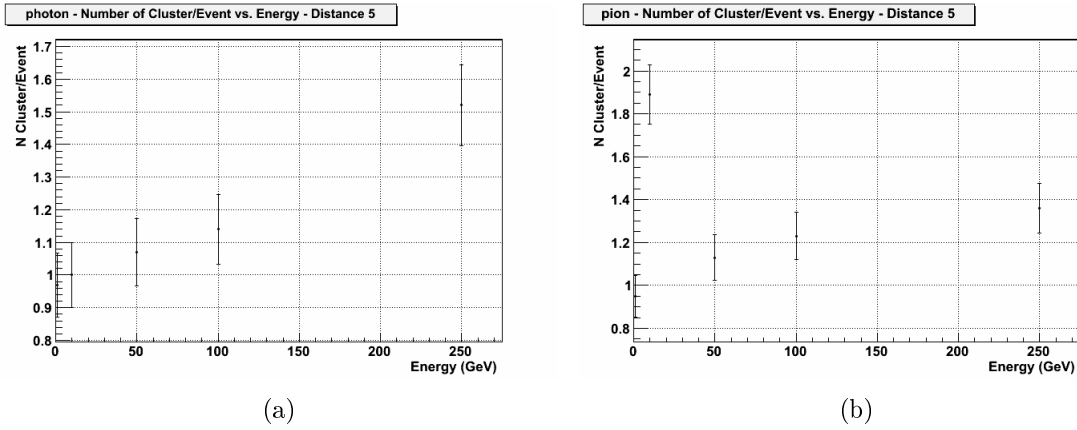 photon - Number of Cluster/Event vs. Energy - Distance 5
N Cluster/Event
1.7
1.6
1.5
1.4
1.3
1.2
1.1
1
0.9
0.8
0 50 100 150 200 250
Energy (GeV)
(a)
pion - Number of Cluster/Event vs. Energy - Distance 5
N Cluster/Event
2
1.8
1.6
1.4
1.2
1
0.8
0 50 100 150 200 250
Energy (GeV)
(b)